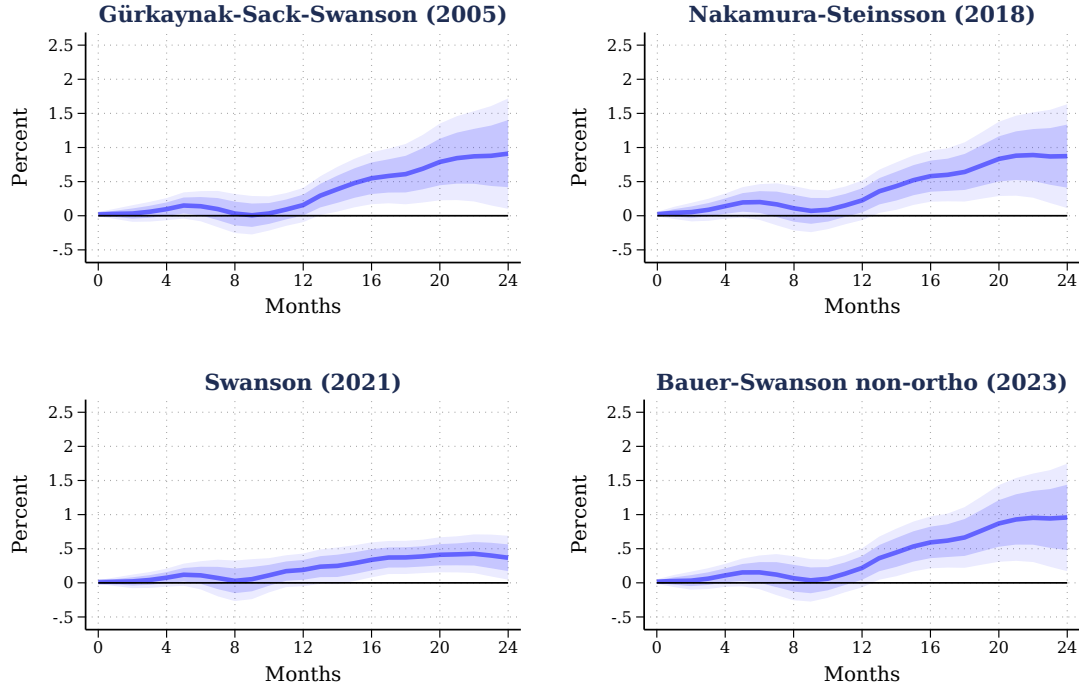 Gürkaynak-Sack-Swanson (2005)
Percent
2.5
2
1.5
1
.5
0
-.5
0 4 8 12 16 20 24
Months
Nakamura-Steinsson (2018)
Percent
2.5
2
1.5
1
.5
0
-.5
0 4 8 12 16 20 24
Months
Swanson (2021)
Percent
2.5
2
1.5
1
.5
0
-.5
0 4 8 12 16 20 24
Months
Bauer-Swanson non-ortho (2023)
Percent
2.5
2
1.5
1
.5
0
-.5
0 4 8 12 16 20 24
Months